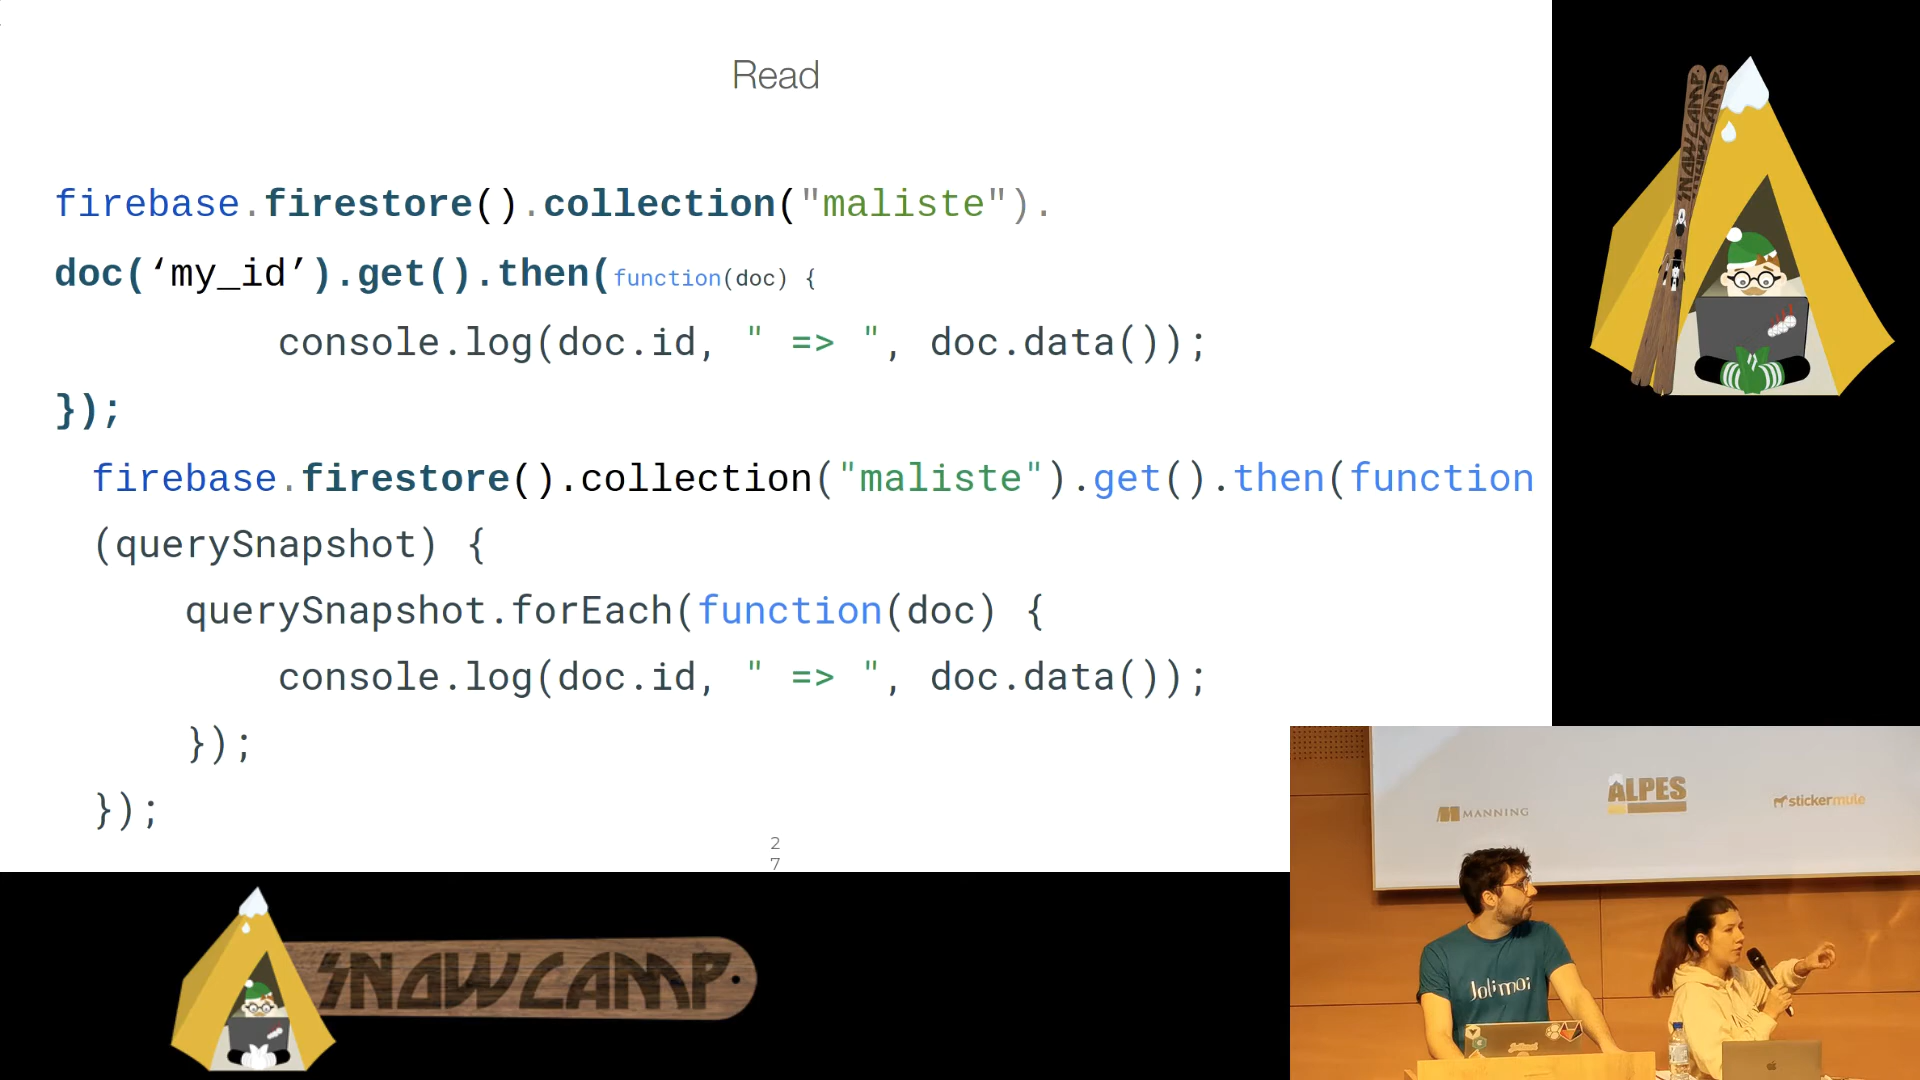 Read
firebase.firestore().collection("maliste").
doc(‘my_id’).get().then(function(doc) {
console.log(doc.id, " => ", doc.data());
});
firebase.firestore().collection("maliste").get().then(function
(querySnapshot) {
querySnapshot.forEach(function(doc) {
console.log(doc.id, " => ", doc.data());
});
});
2
7
SNOWCAMP
SNOWCAMP
SNOWCAMP
MANNING
ALPES
stickermule
Jolimoi